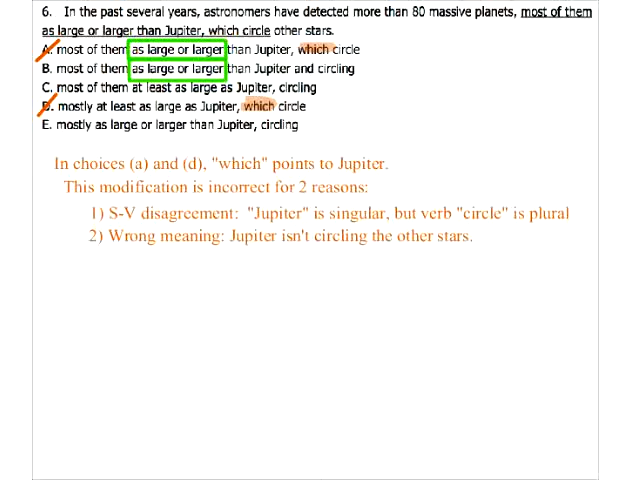 6. In the past several years, astronomers have detected more than 80 massive planets, most of them
as large or larger than Jupiter, which circle other stars.
A. most of them as large or larger than Jupiter, which circle
B. most of them as large or larger than Jupiter and circling
C. most of them at least as large as Jupiter, circling
D. mostly at least as large as Jupiter, which circle
E. mostly as large or larger than Jupiter, circling
In choices (a) and (d), "which" points to Jupiter.
This modification is incorrect for 2 reasons:
1) S-V disagreement: "Jupiter" is singular, but verb "circle" is plural
2) Wrong meaning: Jupiter isn't circling the other stars.